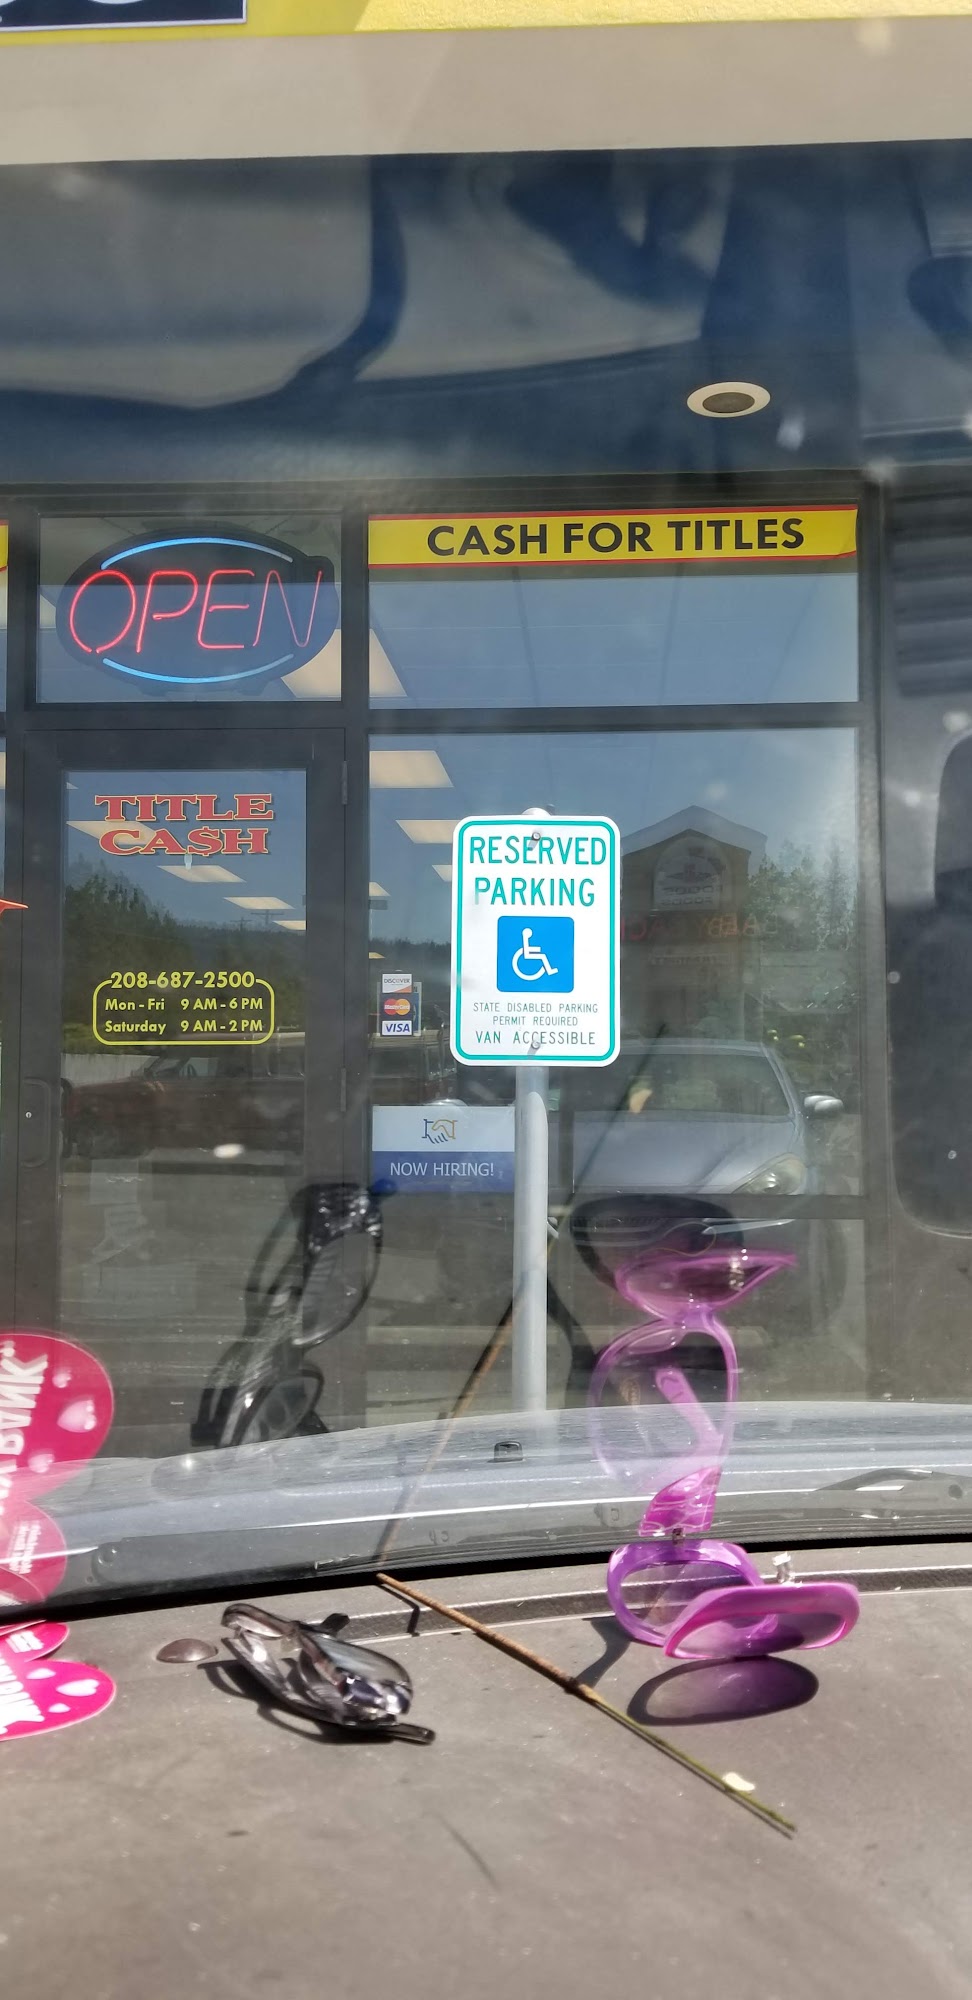 CASH FOR TITLES
OPEN
TITLE
CA$H
208-687-2500
Mon - Fri 9 AM - 6 PM
Saturday 9 AM - 2 PM
DISCOVER
MasterCard
VISA
RESERVED
PARKING
STATE DISABLED PARKING
PERMIT REQUIRED
VAN ACCESSIBLE
NOW HIRING!